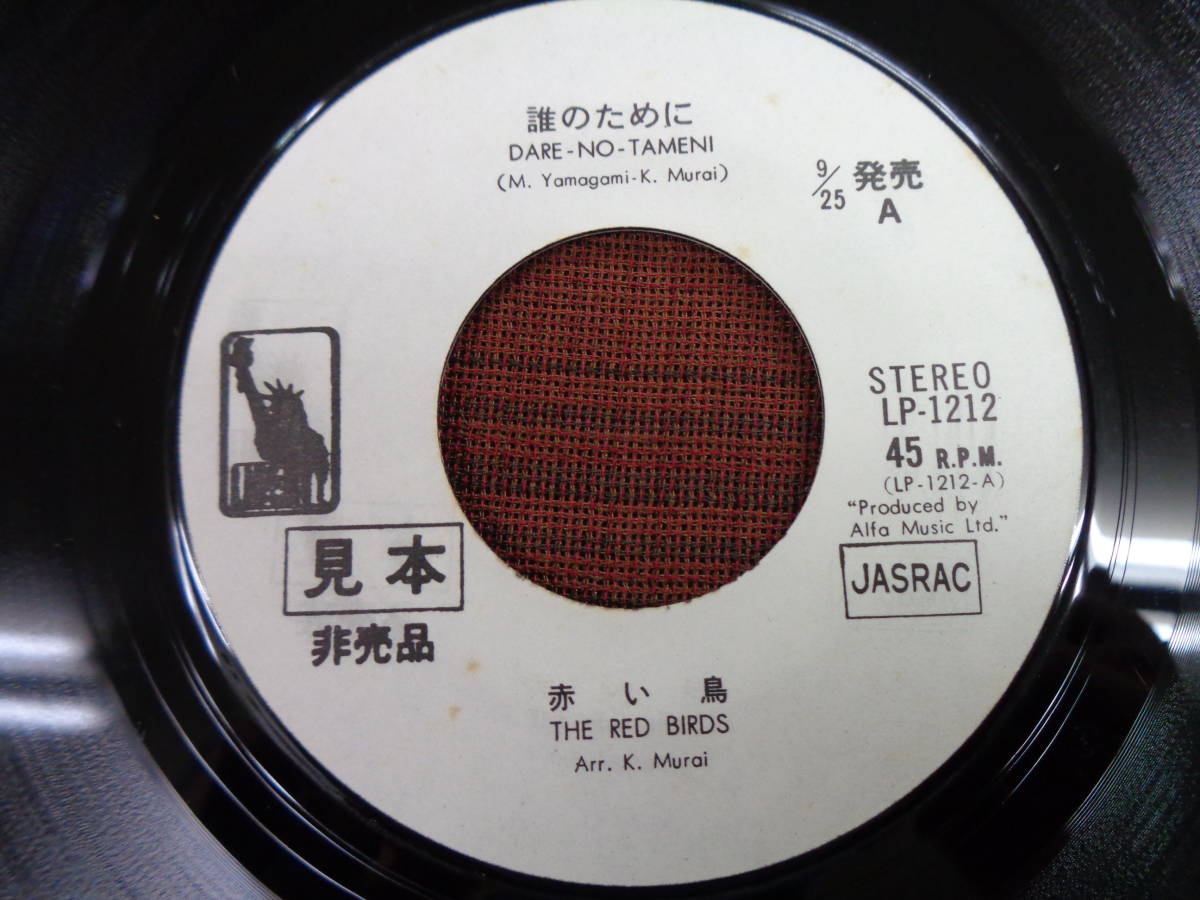 誰のために
DARE-NO-TAMENI
(M. Yamagami-K. Murai)
9/25 発売
A
STEREO
LP-1212
45 R.P.M.
(LP-1212-A)
"Produced by
Alfa Music Ltd."
JASRAC
見本
非売品
赤い鳥
THE RED BIRDS
Arr. K. Murai